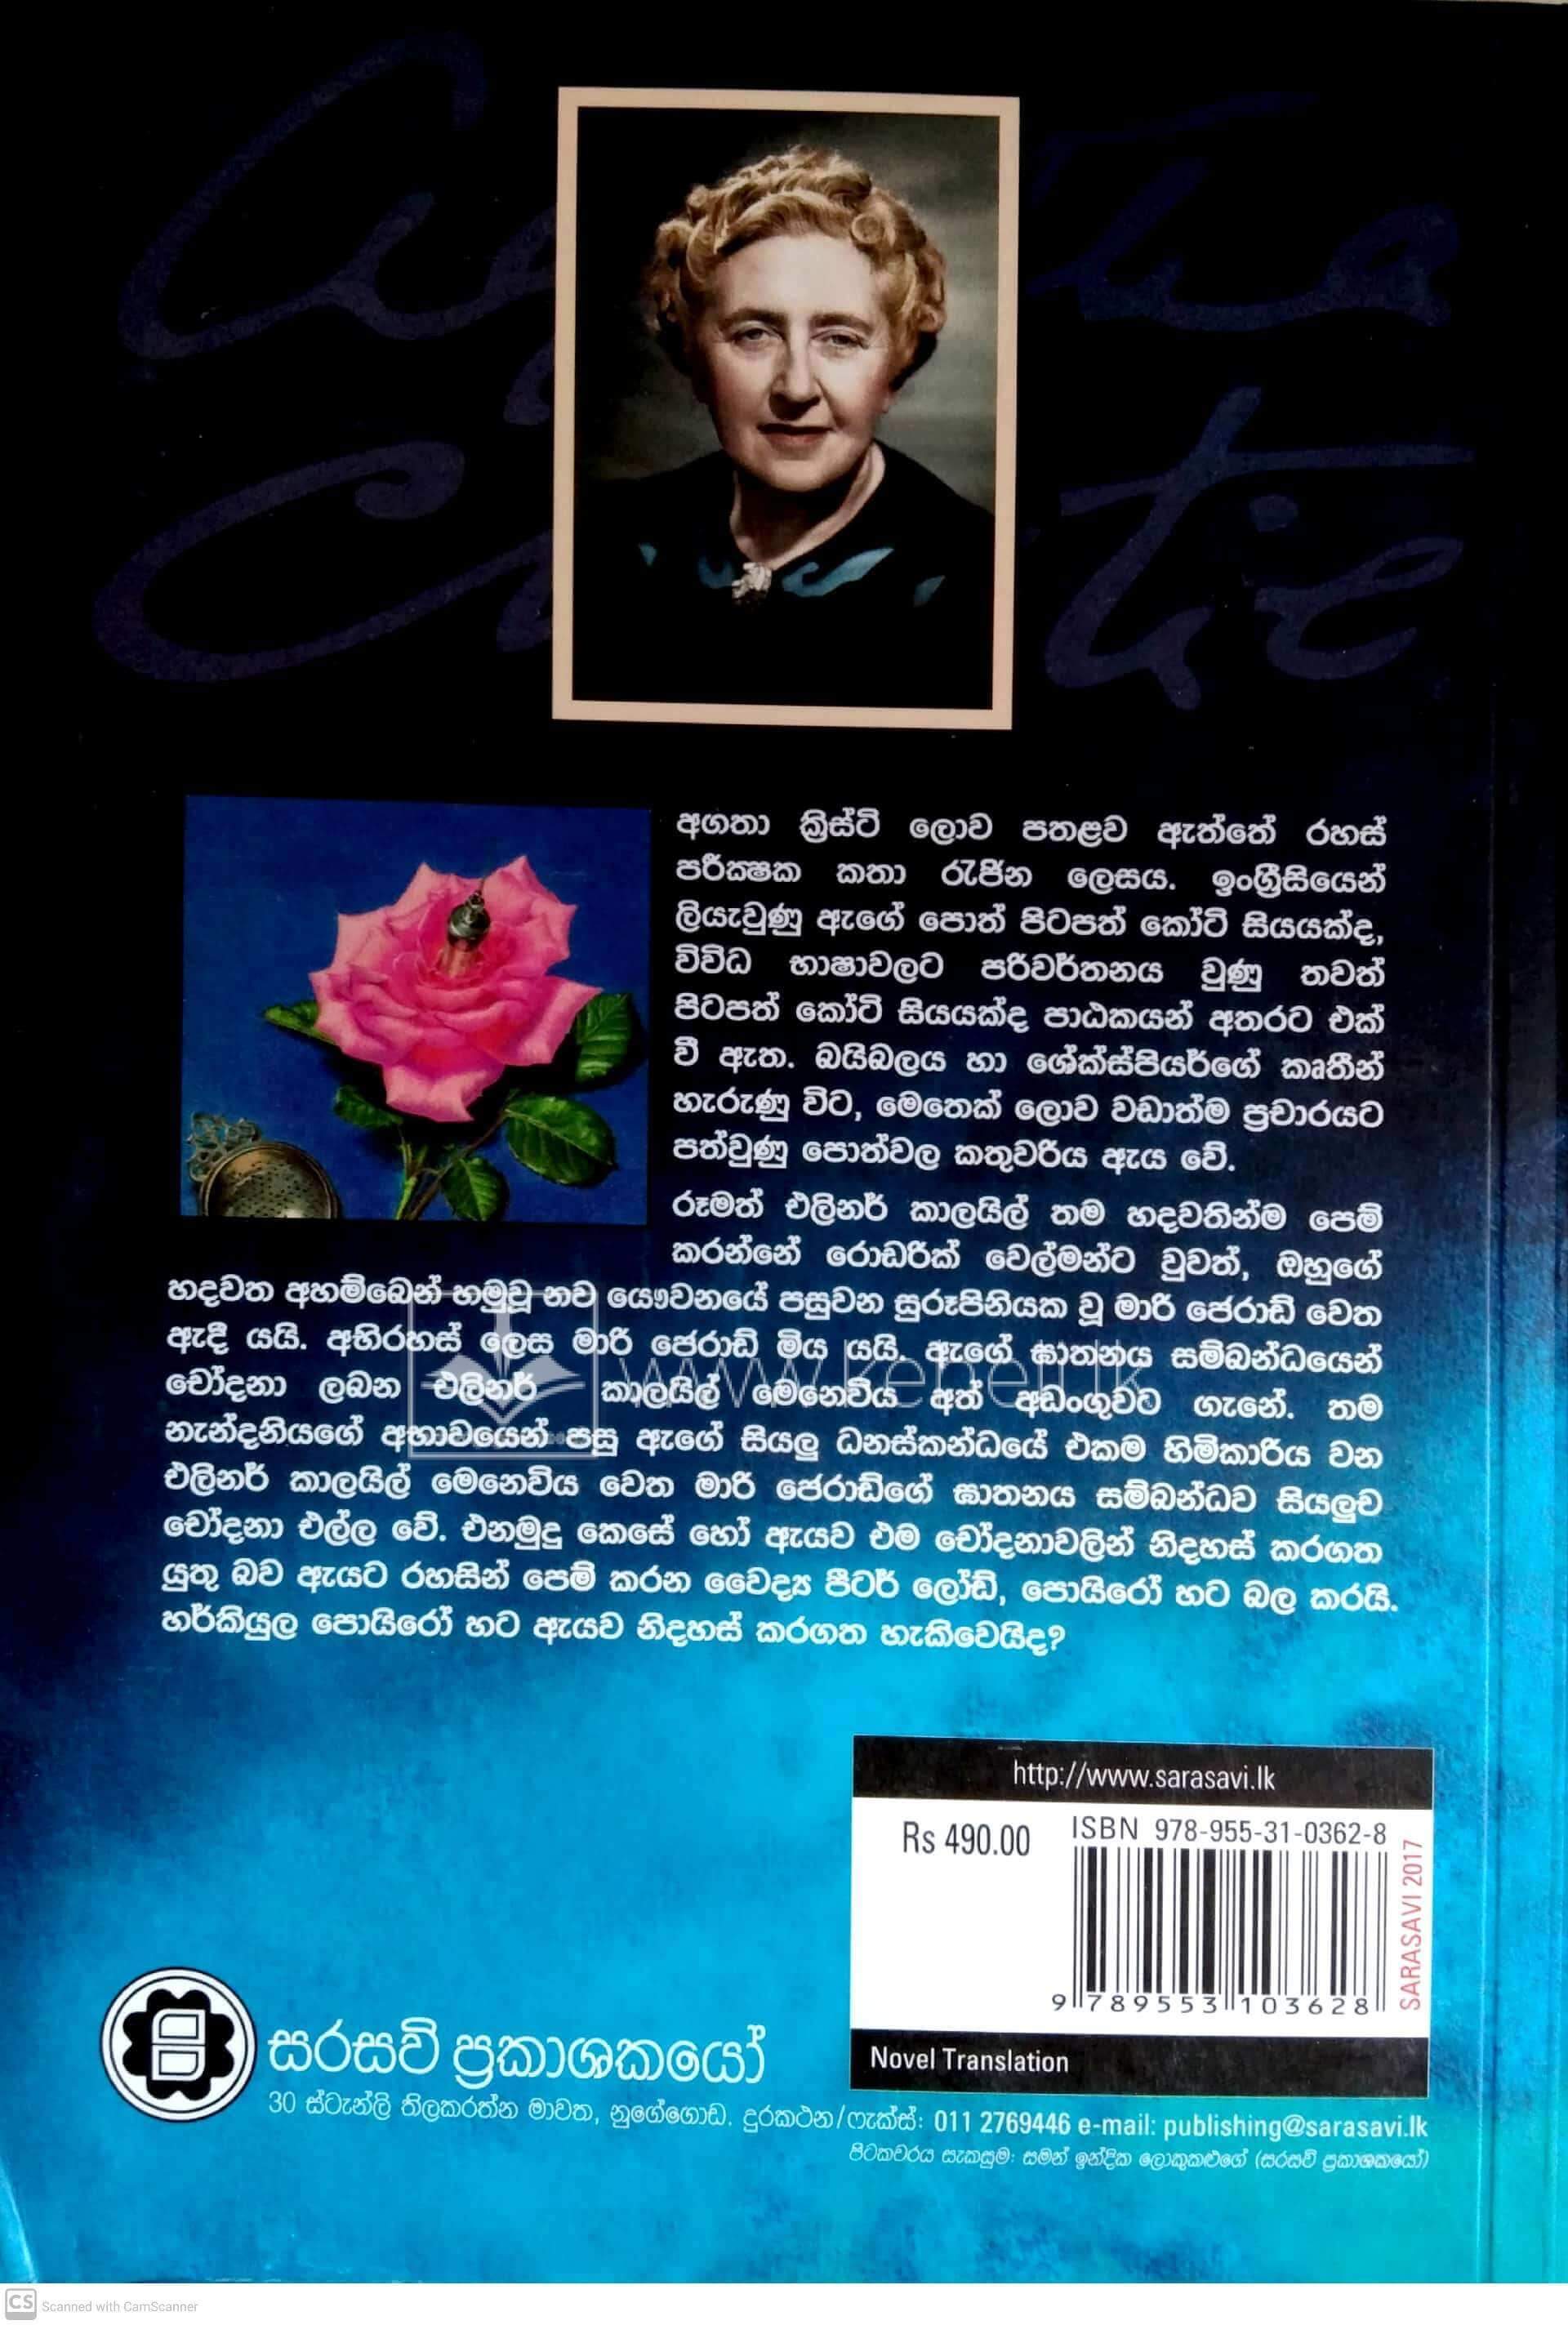 Agatha
Christie
අගතා ක්‍රිස්ටි ලොව පතළව ඇත්තේ රහස්
පරීක්ෂක කතා රැජින ලෙසය. ඉංග්‍රීසියෙන්
ලියැවුණු ඇගේ පොත් පිටපත් කෝටි සියයක්ද,
විවිධ භාෂාවලට පරිවර්තනය වුණු තවත්
පිටපත් කෝටි සියයක්ද පාඨකයන් අතරට එක්
වී ඇත. බයිබලය හා ශේක්ස්පියර්ගේ කෘතීන්
හැරුණු විට, මෙතෙක් ලොව වඩාත්ම ප්‍රචාරයට
පත්වුණු පොත්වල කතුවරිය ඇය වේ.
රූමත් එලිනර් කාලයිල් තම හදවතින්ම පෙම්
කරන්නේ රොඩරික් වෙල්මන්ට වුවත්, ඔහුගේ
හදවත අහම්බෙන් හමුවූ නව යෞවනයේ පසුවන සුරූපිනියක වූ මාරි ජෙරාඩ් වෙත
ඇදී යයි. අභිරහස් ලෙස මාරි ජෙරාඩ් මිය යයි. ඇගේ ඝාතනය සම්බන්ධයෙන්
චෝදනා ලබන එලිනර් කාලයිල් මෙනෙවිය අත් අඩංගුවට ගැනේ. තම
නැන්දනියගේ අභාවයෙන් පසු ඇගේ සියලු ධනස්කන්ධයේ එකම හිමිකාරිය වන
එලිනර් කාලයිල් මෙනෙවිය වෙත මාරි ජෙරාඩ්ගේ ඝාතනය සම්බන්ධව සියලුච
චෝදනා එල්ල වේ. එනමුදු කෙසේ හෝ ඇයව එම චෝදනාවලින් නිදහස් කරගත
යුතු බව ඇයට රහසින් පෙම් කරන වෛද්‍ය පීටර් ලෝඩ්, පොයිරෝ හට බල කරයි.
හර්කියුල පොයිරෝ හට ඇයව නිදහස් කරගත හැකිවෙයිද?
http://www.sarasavi.lk
Rs 490.00
ISBN 978-955-31-0362-8
9 789553 103628
SARASAVI 2017
Novel Translation
සරසවි ප්‍රකාශකයෝ
30 ස්ටැන්ලි තිලකරත්න මාවත, නුගේගොඩ. දුරකථන/ෆැක්ස්: 011 2769446 e-mail: publishing@sarasavi.lk
පිටකවරය සැකසුම: සමන් ඉන්දික ලොකුකළුගේ (සරසවි ප්‍රකාශකයෝ)
CS Scanned with CamScanner